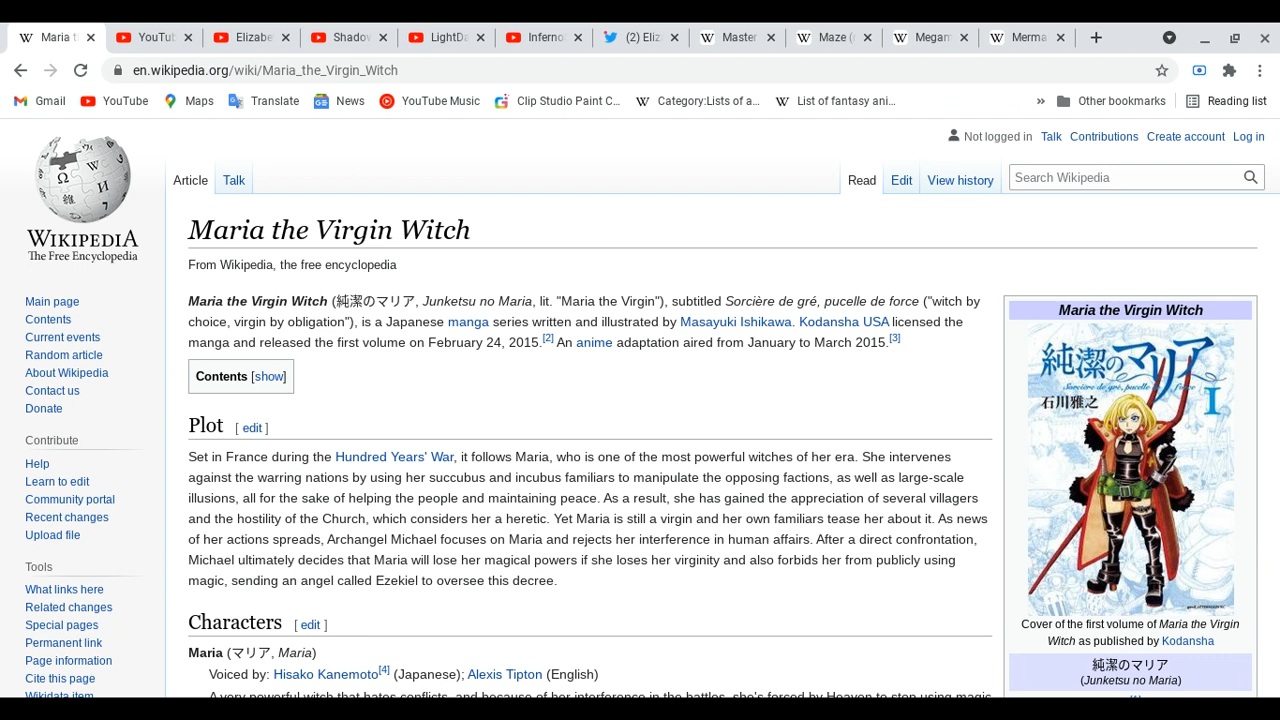 Maria th
YouTub
Elizabe
Shadow
LightDa
Inferno
(2) Eliz
Master
Maze (
Megam
Merma
en.wikipedia.org/wiki/Maria_the_Virgin_Witch
Gmail YouTube Maps Translate News YouTube Music Clip Studio Paint C... Category:Lists of a... List of fantasy ani... » Other bookmarks Reading list
Not logged in Talk Contributions Create account Log in
Article Talk Read Edit View history Search Wikipedia
WIKIPEDIA
The Free Encyclopedia
Main page
Contents
Current events
Random article
About Wikipedia
Contact us
Donate
Contribute
Help
Learn to edit
Community portal
Recent changes
Upload file
Tools
What links here
Related changes
Special pages
Permanent link
Page information
Cite this page
Wikidata item
Maria the Virgin Witch
From Wikipedia, the free encyclopedia
Maria the Virgin Witch (純潔のマリア, Junketsu no Maria, lit. "Maria the Virgin"), subtitled Sorcière de gré, pucelle de force ("witch by
choice, virgin by obligation"), is a Japanese manga series written and illustrated by Masayuki Ishikawa. Kodansha USA licensed the
manga and released the first volume on February 24, 2015.[2] An anime adaptation aired from January to March 2015.[3]
Contents [show]
Plot [ edit ]
Set in France during the Hundred Years' War, it follows Maria, who is one of the most powerful witches of her era. She intervenes
against the warring nations by using her succubus and incubus familiars to manipulate the opposing factions, as well as large-scale
illusions, all for the sake of helping the people and maintaining peace. As a result, she has gained the appreciation of several villagers
and the hostility of the Church, which considers her a heretic. Yet Maria is still a virgin and her own familiars tease her about it. As news
of her actions spreads, Archangel Michael focuses on Maria and rejects her interference in human affairs. After a direct confrontation,
Michael ultimately decides that Maria will lose her magical powers if she loses her virginity and also forbids her from publicly using
magic, sending an angel called Ezekiel to oversee this decree.
Characters [ edit ]
Maria (マリア, Maria)
Voiced by: Hisako Kanemoto[4] (Japanese); Alexis Tipton (English)
A very powerful witch that hates conflicts, and because of her interference in the battles, she's forced by Heaven to stop using magic
Maria the Virgin Witch
純潔のマリア
Sorcière de gré, pucelle de force
石川雅之
I
Cover of the first volume of Maria the Virgin
Witch as published by Kodansha
純潔のマリア
(Junketsu no Maria)